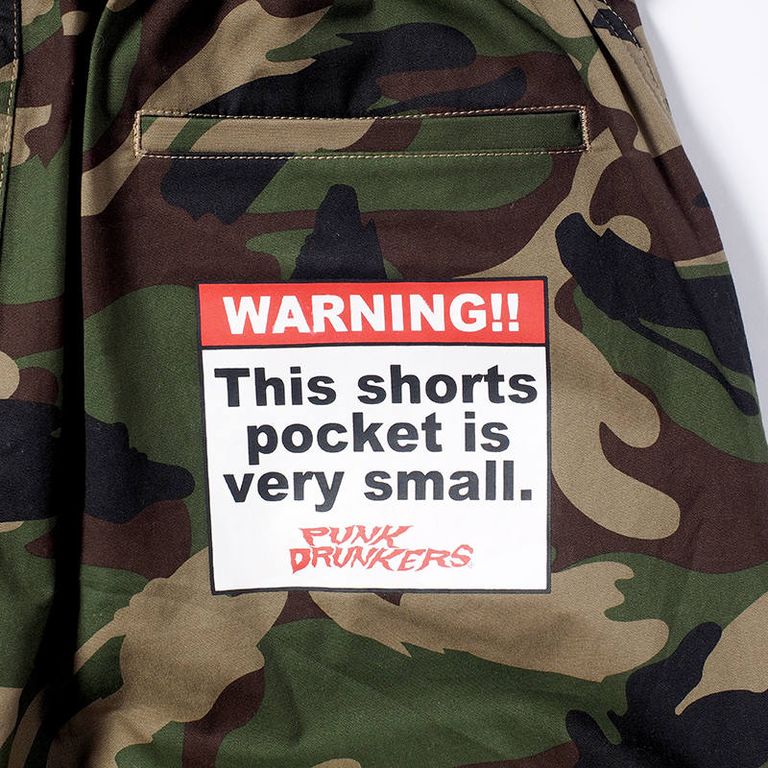 WARNING!!
This shorts
pocket is
very small.
PUNK
DRUNKERS